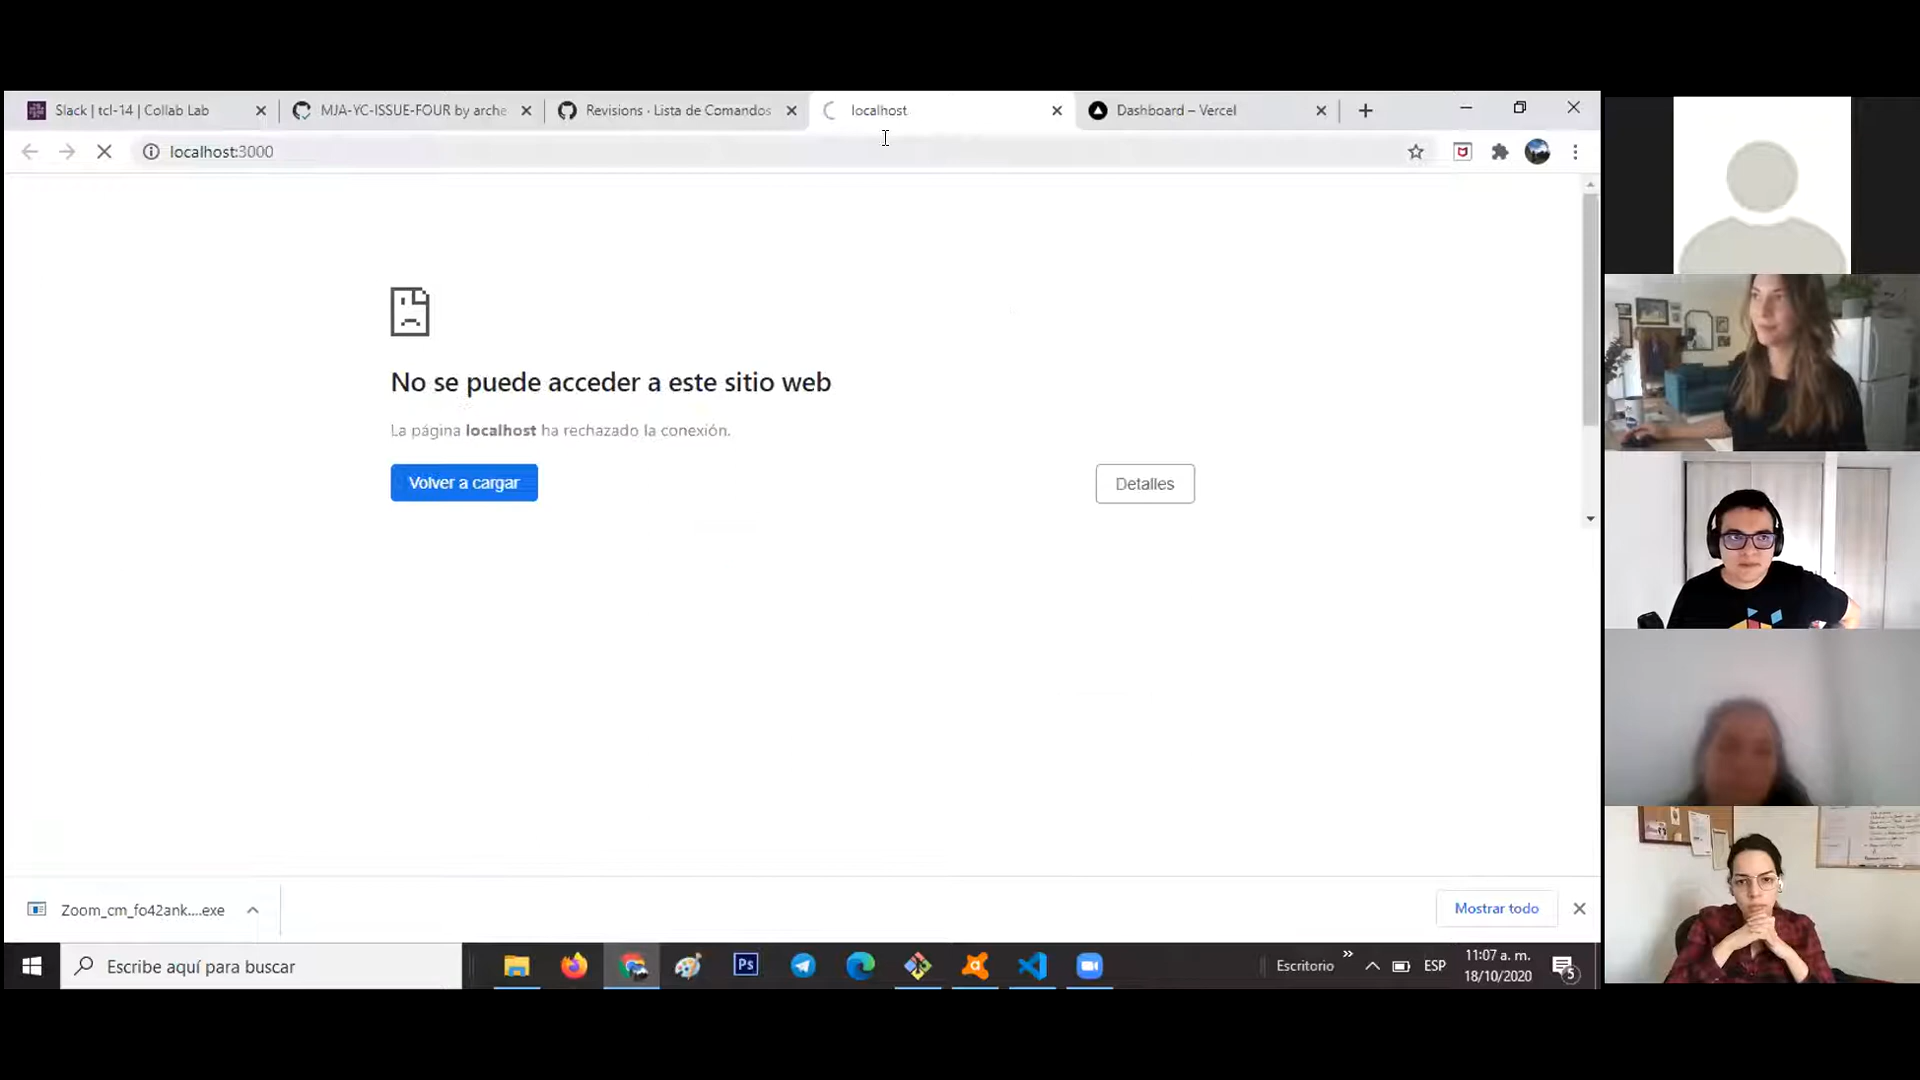 Slack | tcl-14 | Collab Lab
MJA-YC-ISSUE-FOUR by arche
Revisions · Lista de Comandos
localhost
Dashboard – Vercel
localhost:3000
No se puede acceder a este sitio web
La página localhost ha rechazado la conexión.
Volver a cargar
Detalles
Zoom_cm_fo42ank....exe
Mostrar todo
Escribe aquí para buscar
Ps
Escritorio
ESP
11:07 a. m.
18/10/2020
5